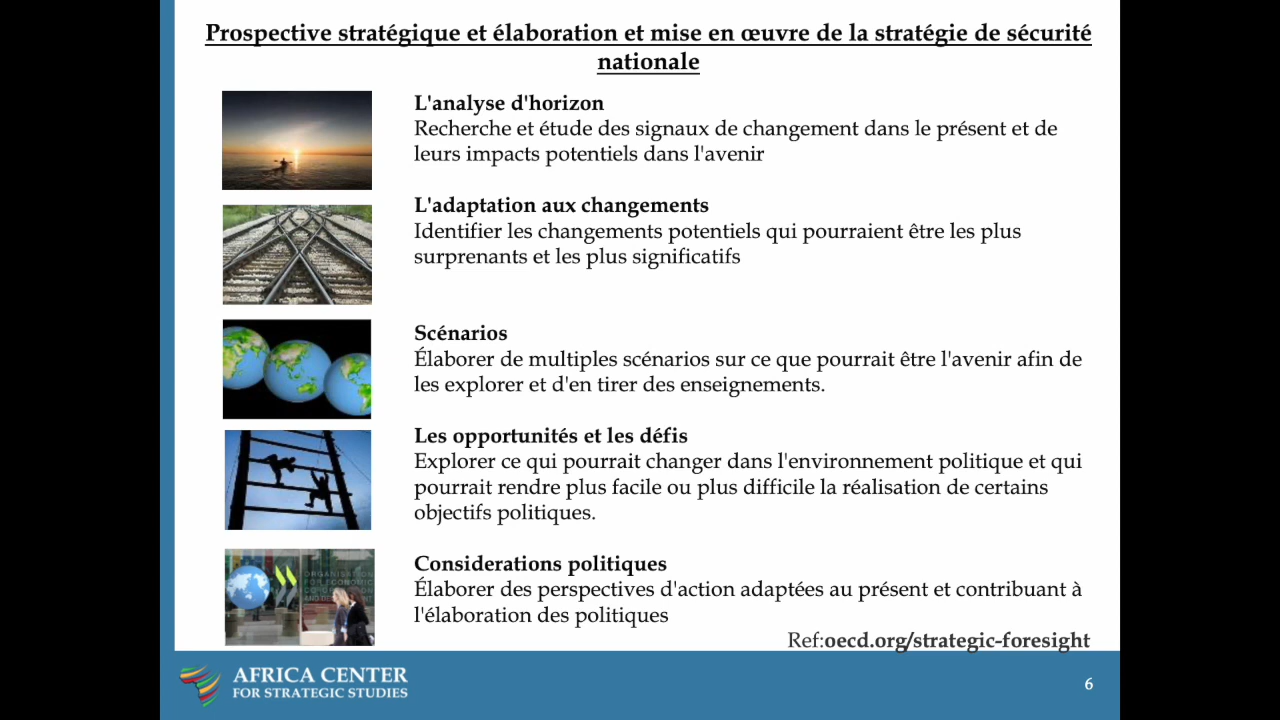 Prospective stratégique et élaboration et mise en œuvre de la stratégie de sécurité
nationale
L'analyse d'horizon
Recherche et étude des signaux de changement dans le présent et de
leurs impacts potentiels dans l'avenir
L'adaptation aux changements
Identifier les changements potentiels qui pourraient être les plus
surprenants et les plus significatifs
Scénarios
Élaborer de multiples scénarios sur ce que pourrait être l'avenir afin de
les explorer et d'en tirer des enseignements.
Les opportunités et les défis
Explorer ce qui pourrait changer dans l'environnement politique et qui
pourrait rendre plus facile ou plus difficile la réalisation de certains
objectifs politiques.
ORGANISATION
FOR ECONOMIC
Considerations politiques
Élaborer des perspectives d'action adaptées au présent et contribuant à
l'élaboration des politiques
Ref:oecd.org/strategic-foresight
AFRICA CENTER
FOR STRATEGIC STUDIES
6